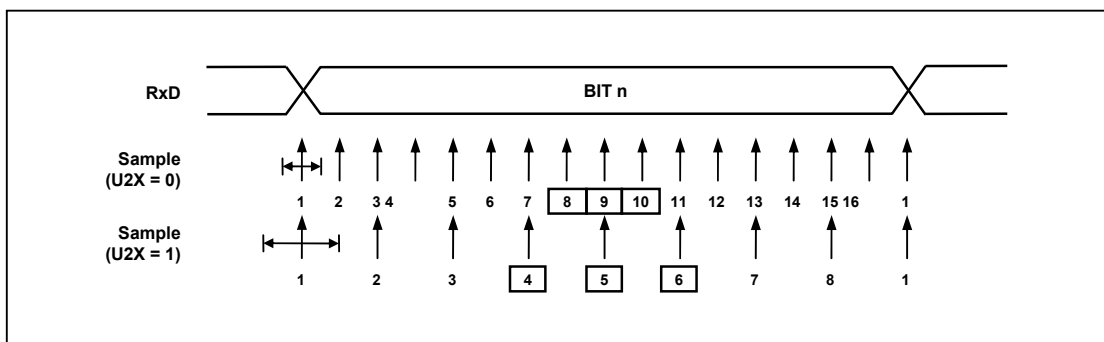 RxD BIT n
Sample
(U2X = 0)
1 2 3 4 5 6 7 8 9 10 11 12 13 14 15 16 1
Sample
(U2X = 1)
1 2 3 4 5 6 7 8 1